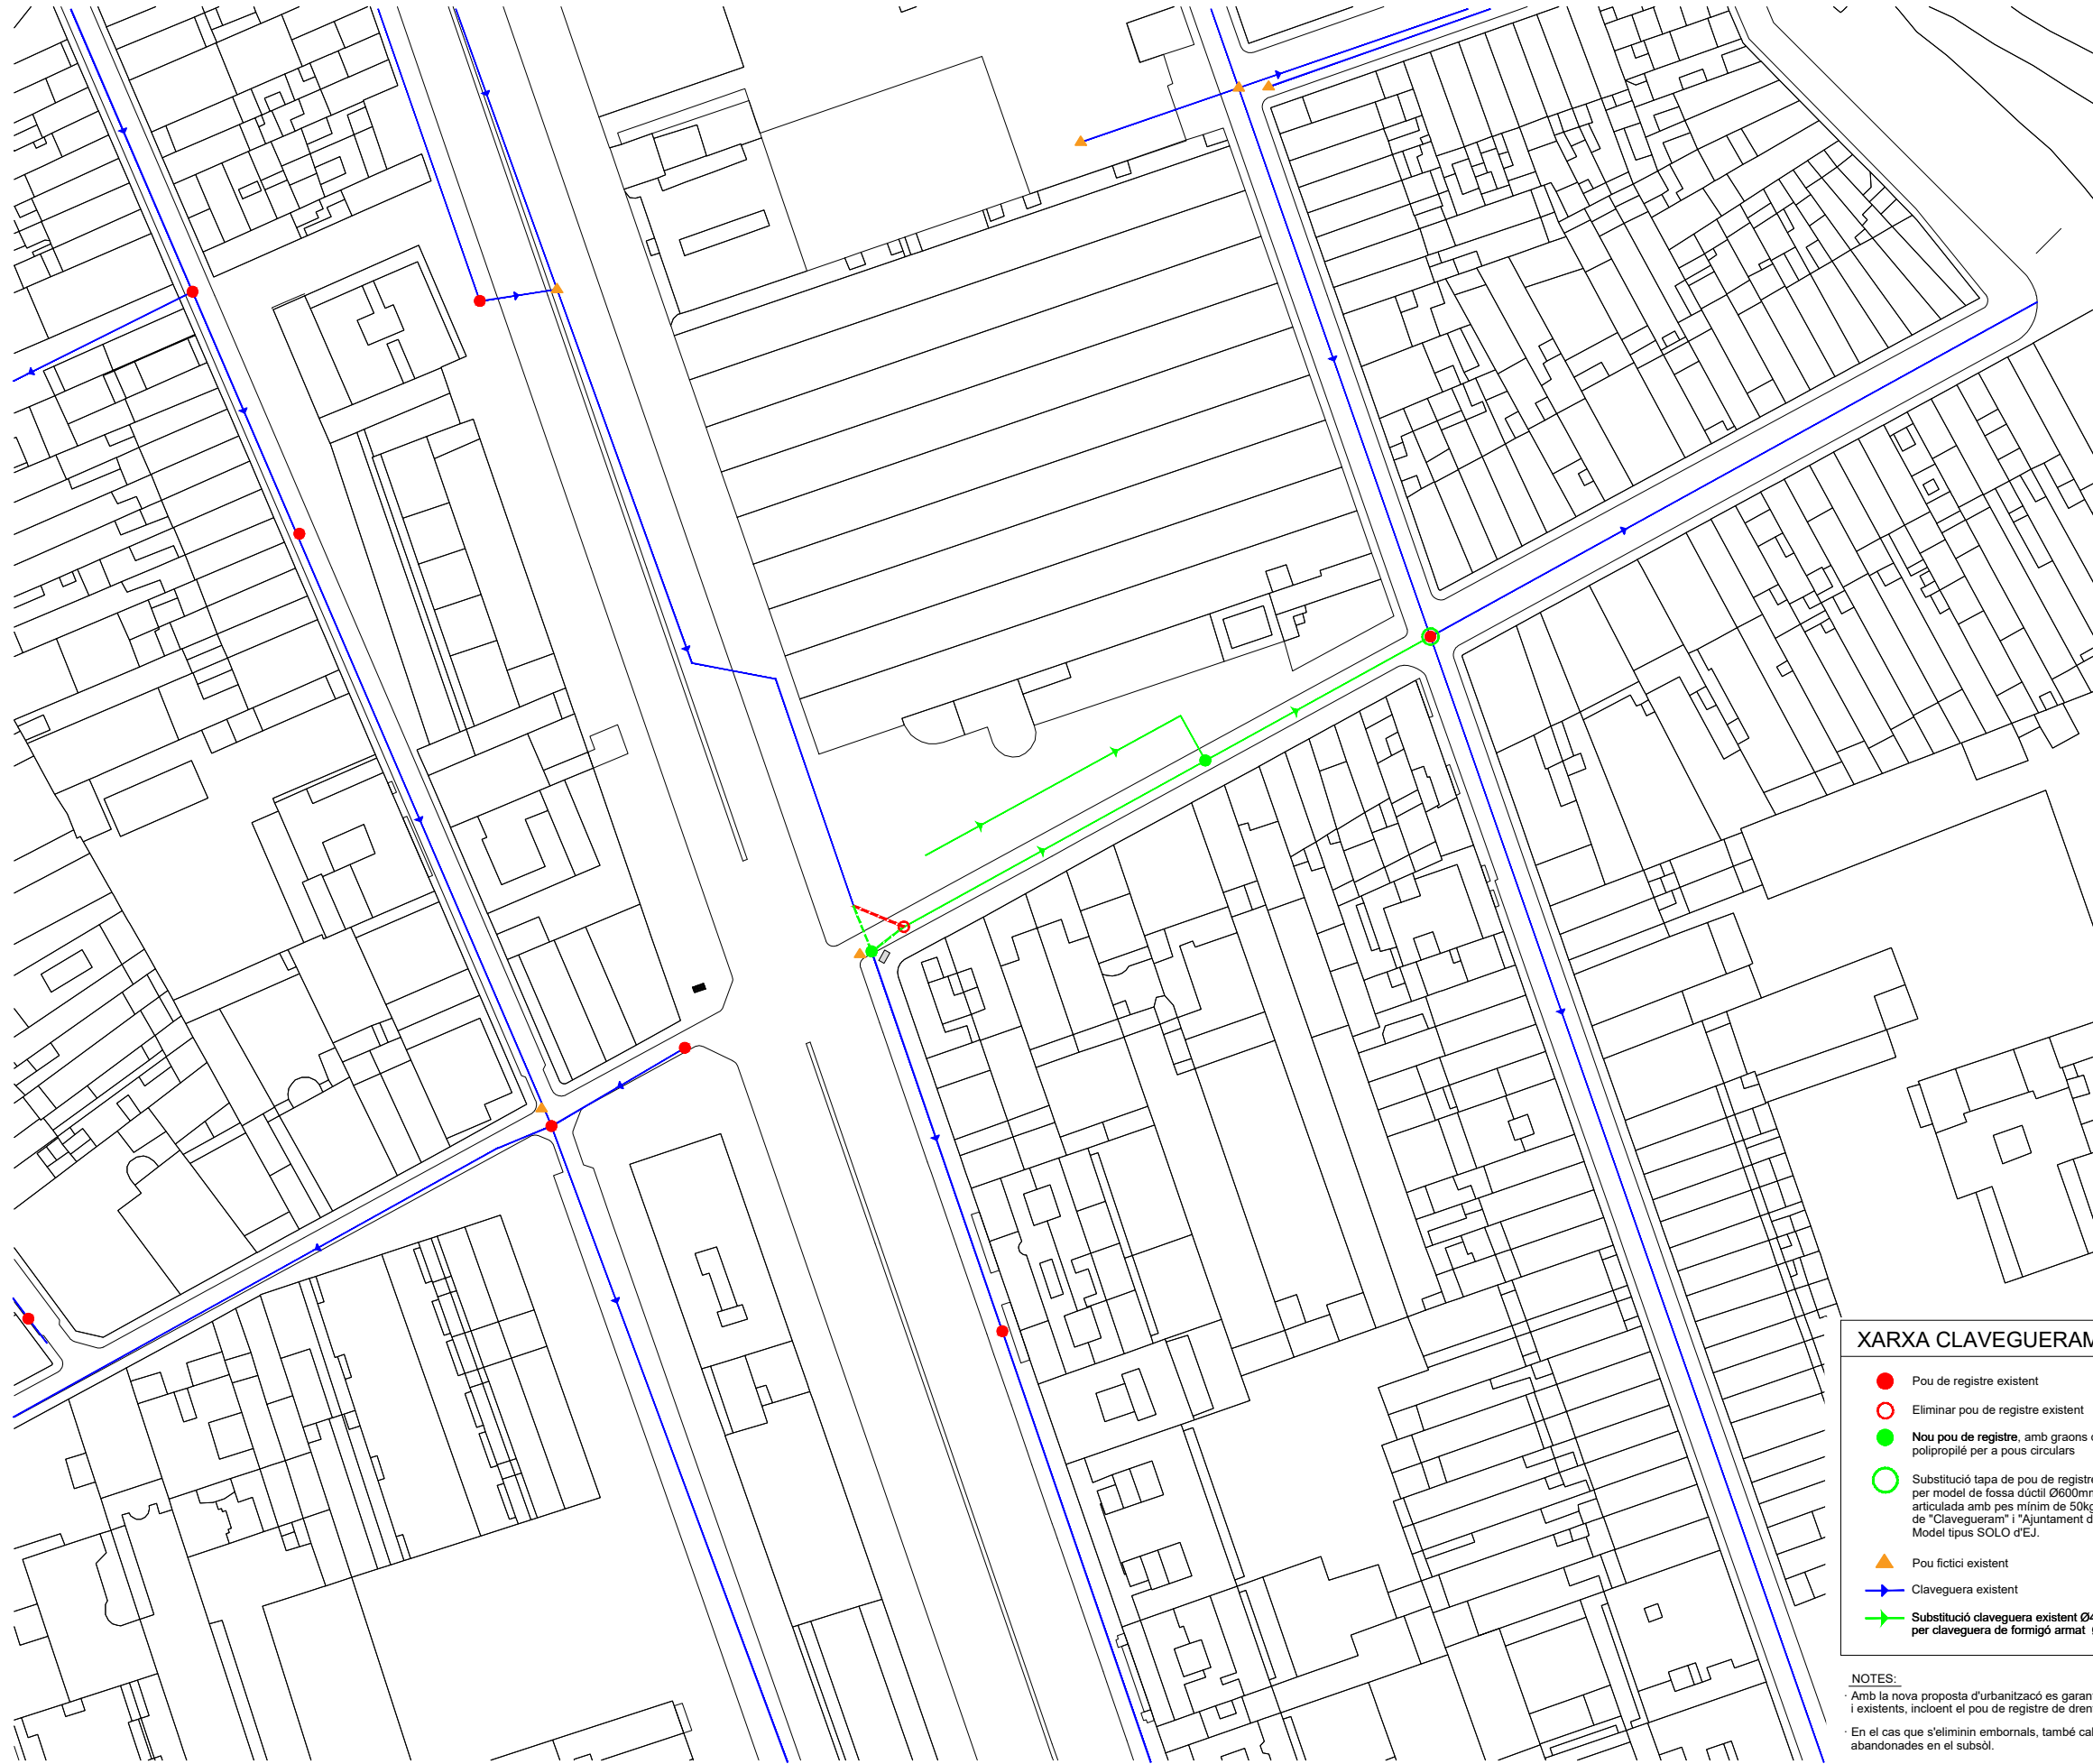 XARXA CLAVEGUERAM
Pou de registre existent
Eliminar pou de registre existent
Nou pou de registre, amb graons
polipropilé per a pous circulars
Substitució tapa de pou de registre
per model de fossa dúctil Ø600mm
articulada amb pes mínim de 50kg
de "Clavegueram" i "Ajuntament
Model tipus SOLO d'EJ.
Pou fictici existent
Claveguera existent
Substitució claveguera existent Ø4
per claveguera de formigó armat
NOTES:
· Amb la nova proposta d'urbanitzacó es garan
i existents, incloent el pou de registre de dren
· En el cas que s'eliminin embornals, també cal
abandonades en el subsòl.